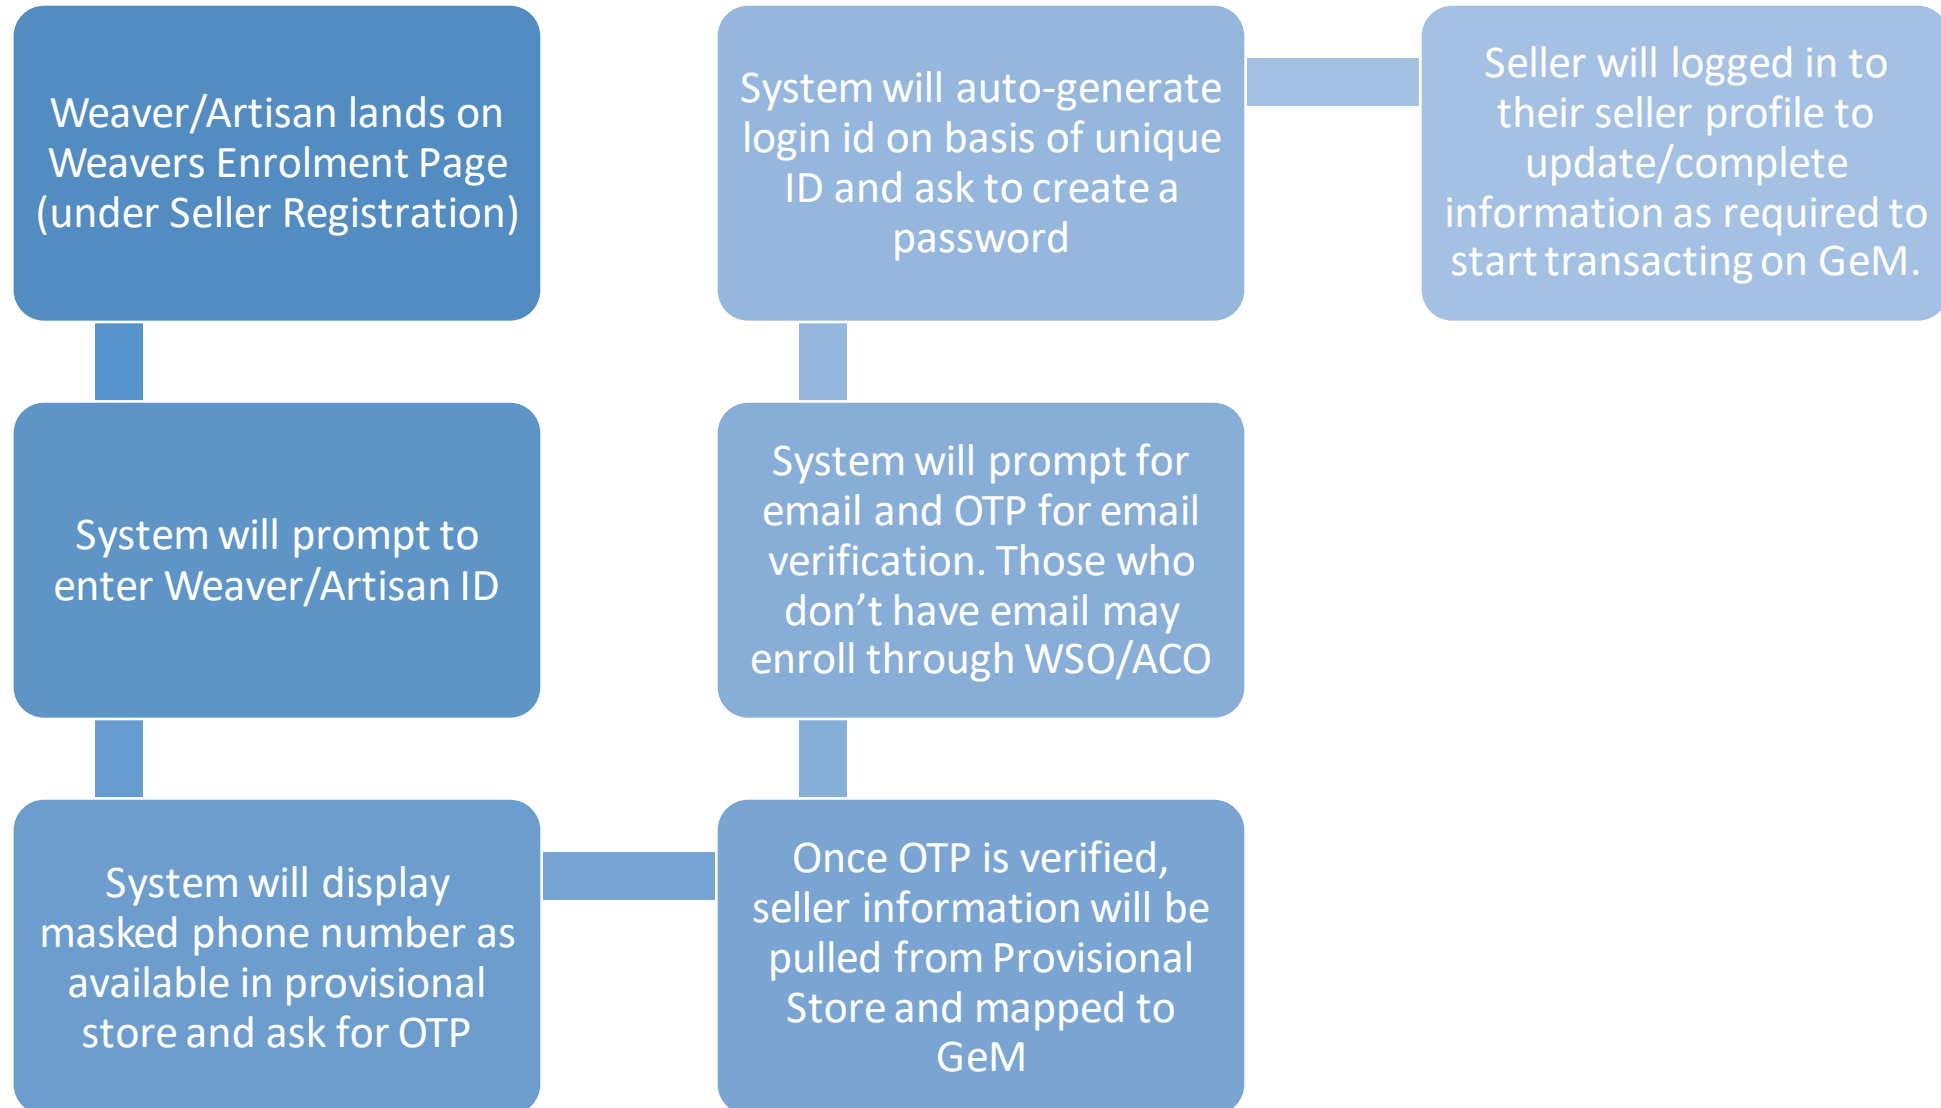 Weaver/Artisan lands on
Weavers Enrolment Page
(under Seller Registration)
System will prompt to
enter Weaver/Artisan ID
System will display
masked phone number as
available in provisional
store and ask for OTP
Once OTP is verified,
seller information will be
pulled from Provisional
Store and mapped to
GeM
System will prompt for
email and OTP for email
verification. Those who
don’t have email may
enroll through WSO/ACO
System will auto-generate
login id on basis of unique
ID and ask to create a
password
Seller will logged in to
their seller profile to
update/complete
information as required to
start transacting on GeM.